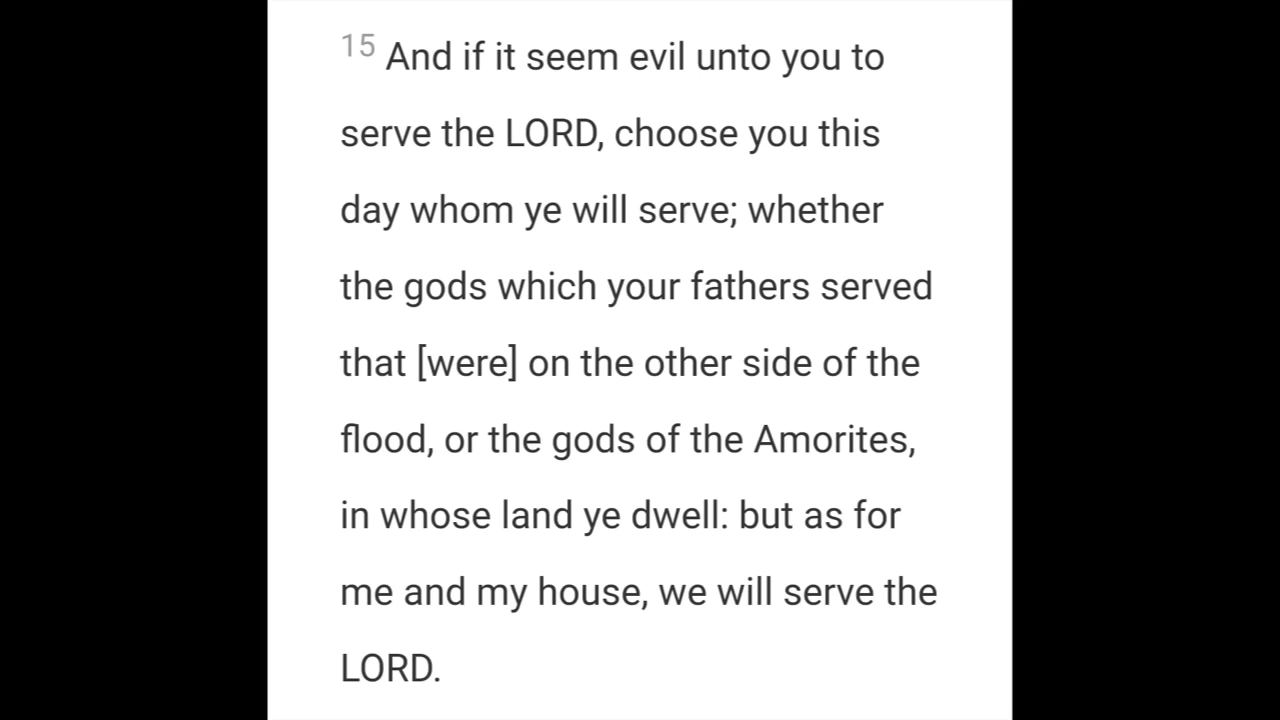 15 And if it seem evil unto you to
serve the LORD, choose you this
day whom ye will serve; whether
the gods which your fathers served
that [were] on the other side of the
flood, or the gods of the Amorites,
in whose land ye dwell: but as for
me and my house, we will serve the
LORD.